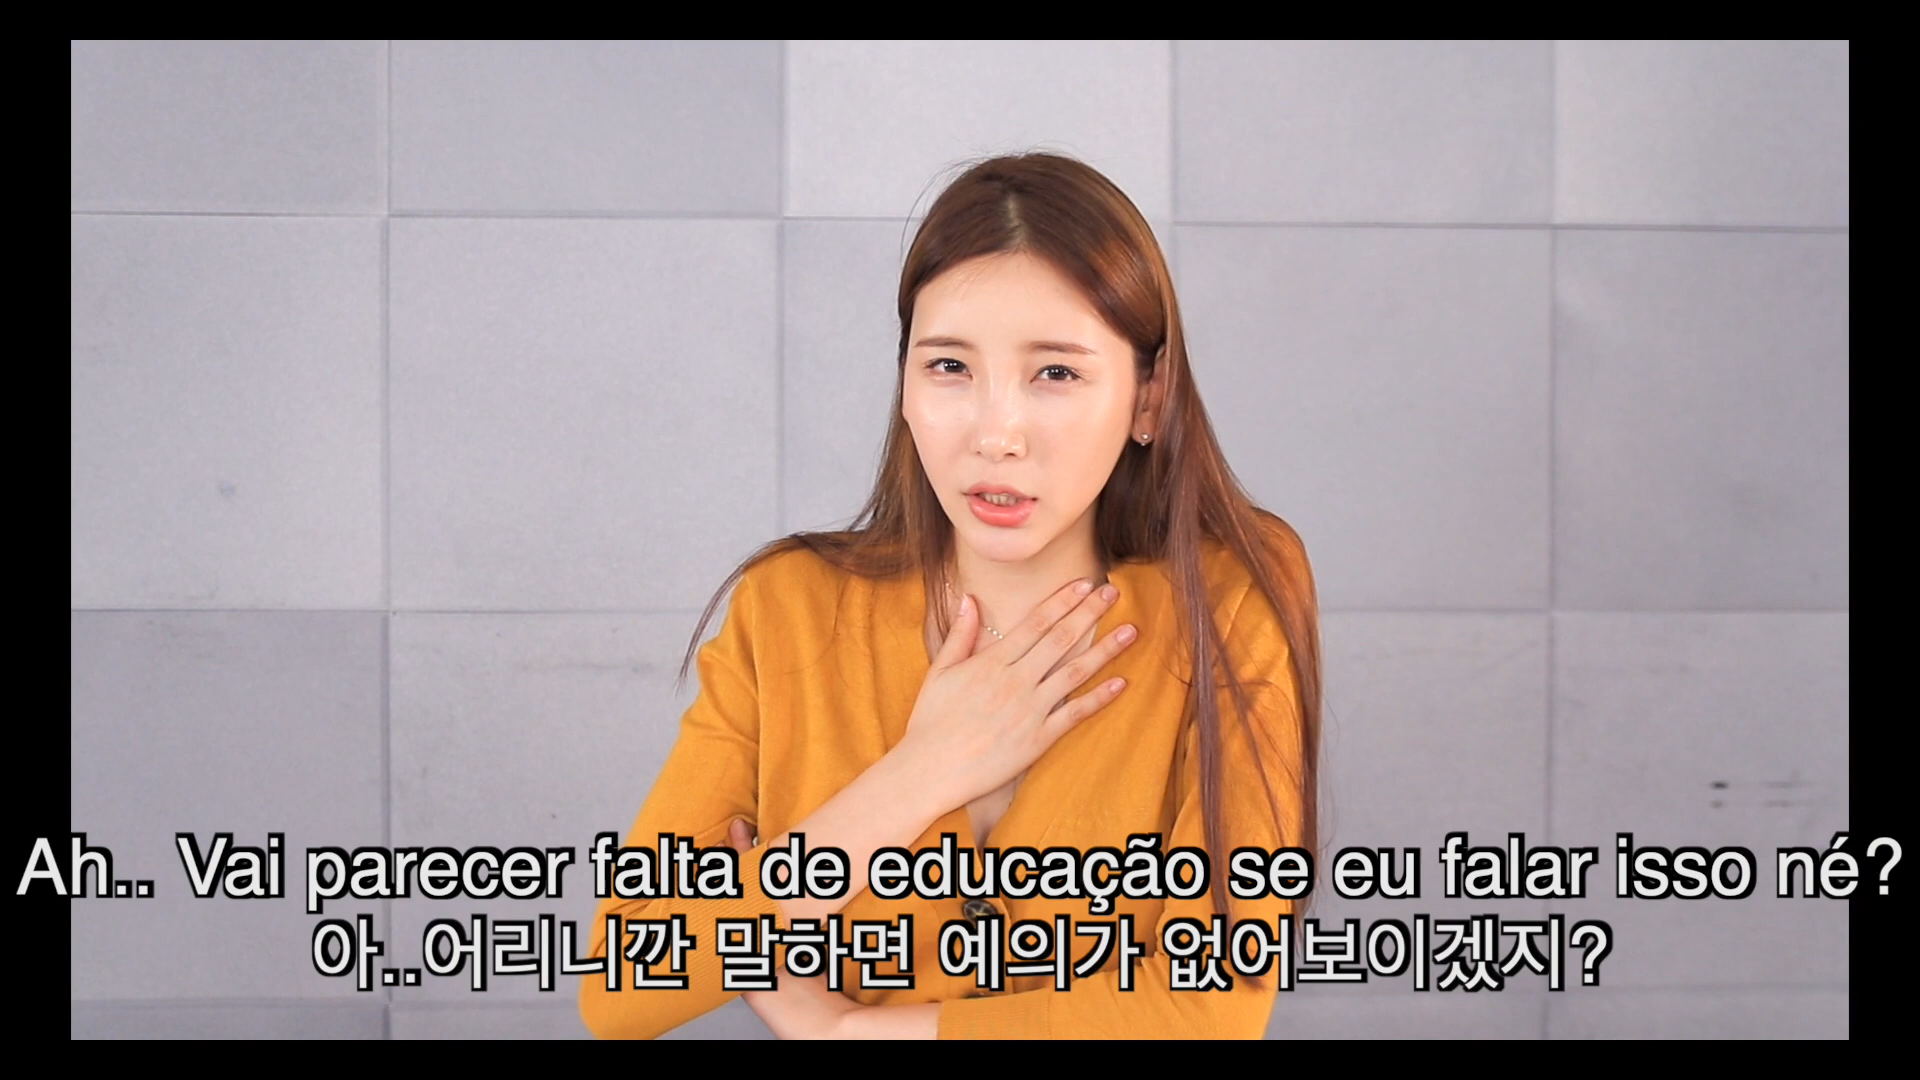 Ah.. Vai parecer falta de educação se eu falar isso né?
아..어리니깐 말하면 예의가 없어보이겠지?